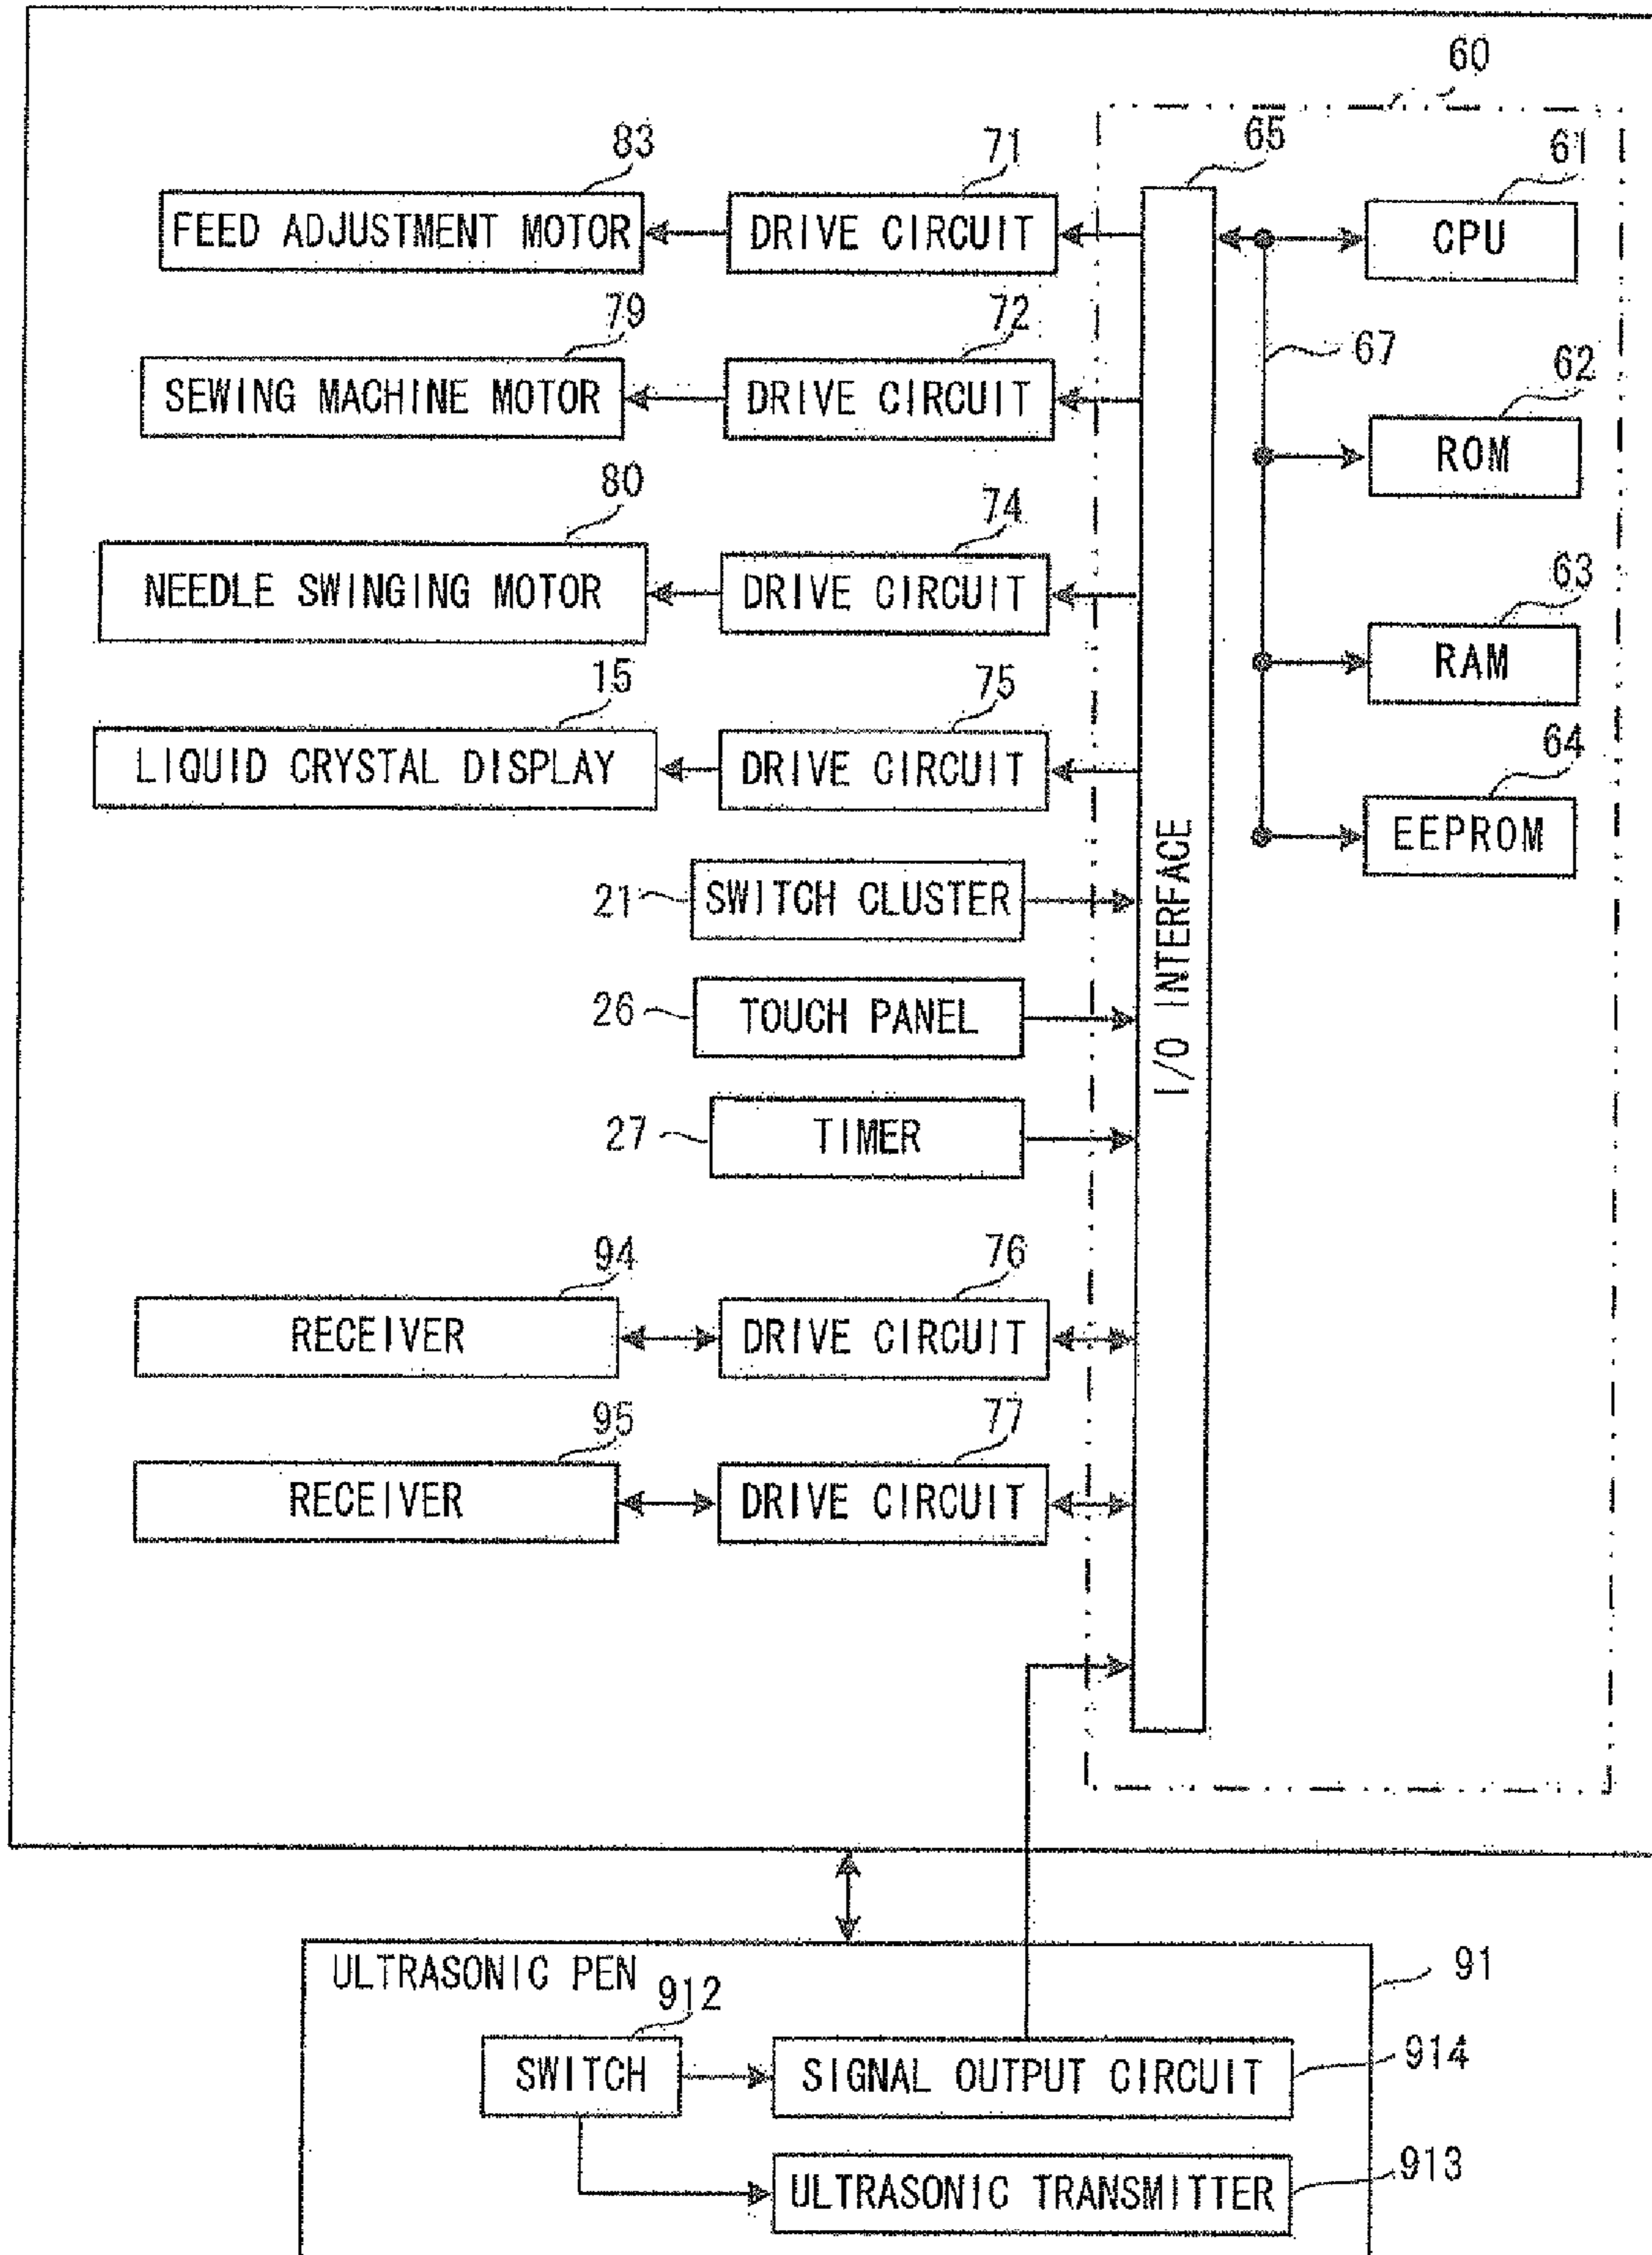 60
83
71
65
61
FEED ADJUSTMENT MOTOR
DRIVE CIRCUIT
CPU
79
72
67
62
SEWING MACHINE MOTOR
DRIVE CIRCUIT
ROM
80
74
63
NEEDLE SWINGING MOTOR
DRIVE CIRCUIT
RAM
15
75
64
LIQUID CRYSTAL DISPLAY
DRIVE CIRCUIT
EEPROM
21
SWITCH CLUSTER
I/O INTERFACE
26
TOUCH PANEL
27
TIMER
94
76
RECEIVER
DRIVE CIRCUIT
95
77
RECEIVER
DRIVE CIRCUIT
ULTRASONIC PEN
91
912
SWITCH
SIGNAL OUTPUT CIRCUIT
914
ULTRASONIC TRANSMITTER
913